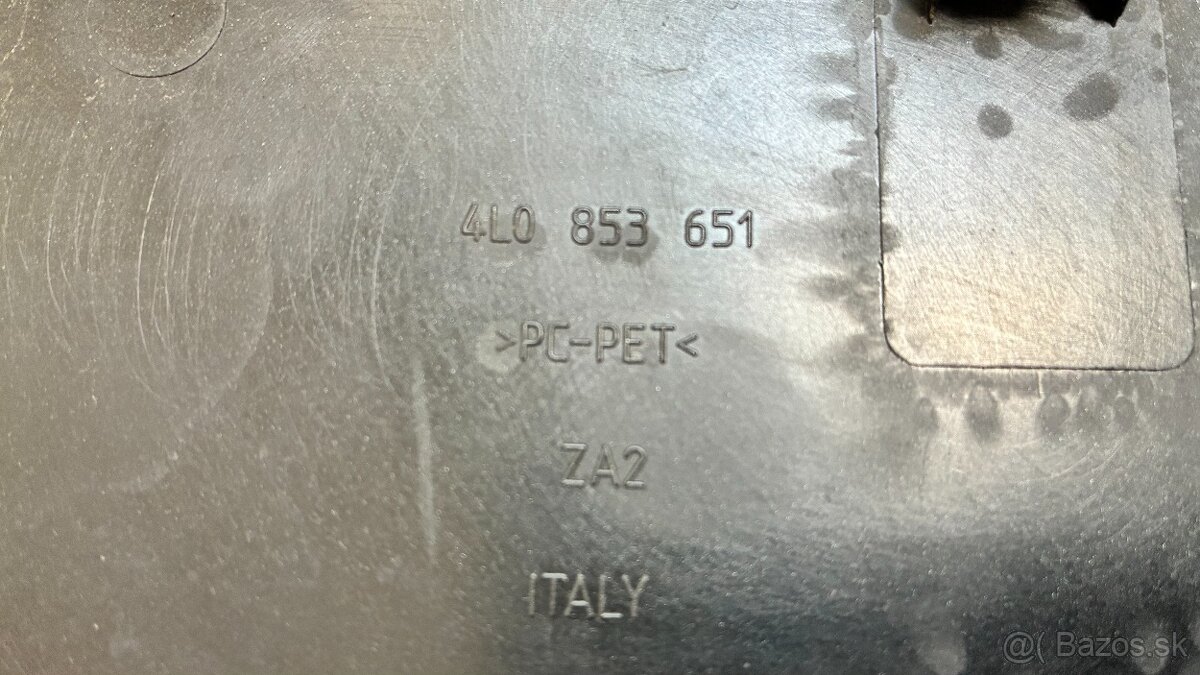 4L0 853 651
>PC-PET<
ZA2
ITALY
@( Bazos.sk